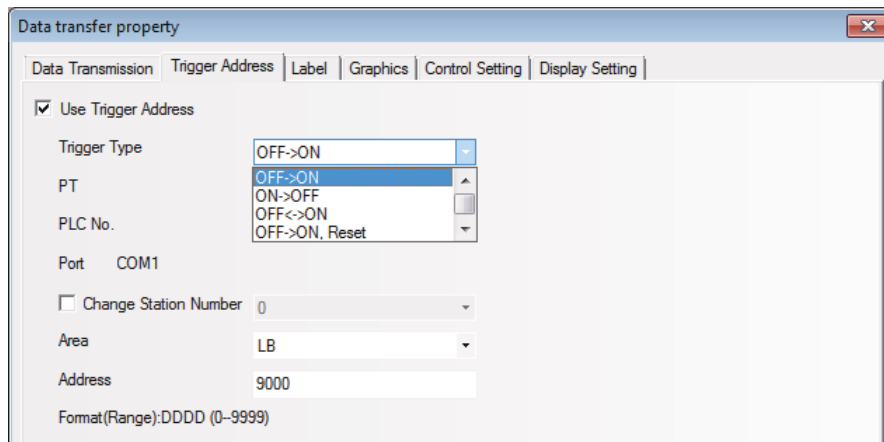 Data transfer property
Data Transmission Trigger Address Label Graphics Control Setting Display Setting
Use Trigger Address
Trigger Type OFF->ON
OFF->ON
PT
ON->OFF
OFF<->ON
PLC No.
OFF->ON, Reset
Port COM1
Change Station Number 0
Area LB
Address 9000
Format(Range):DDDD (0--9999)